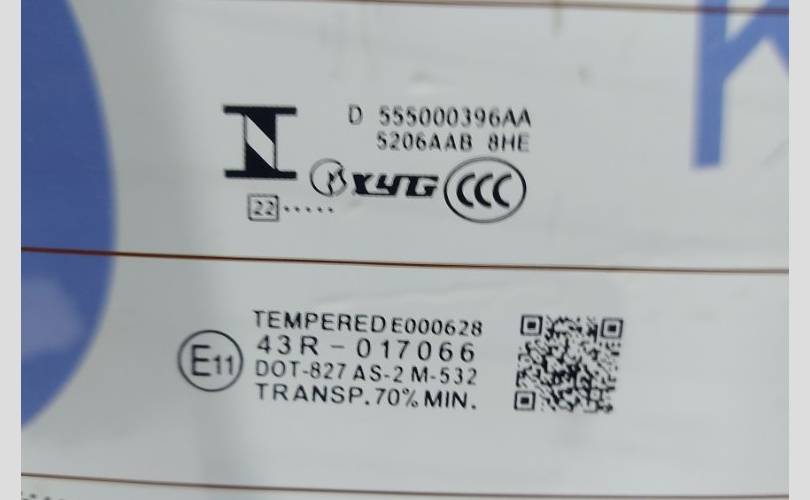 D 555000396AA
5206AAB 8HE
XYG CCC
22.....
TEMPERED E000628
E11 43R - 017066
DOT-827 AS-2 M-532
TRANSP.70% MIN.